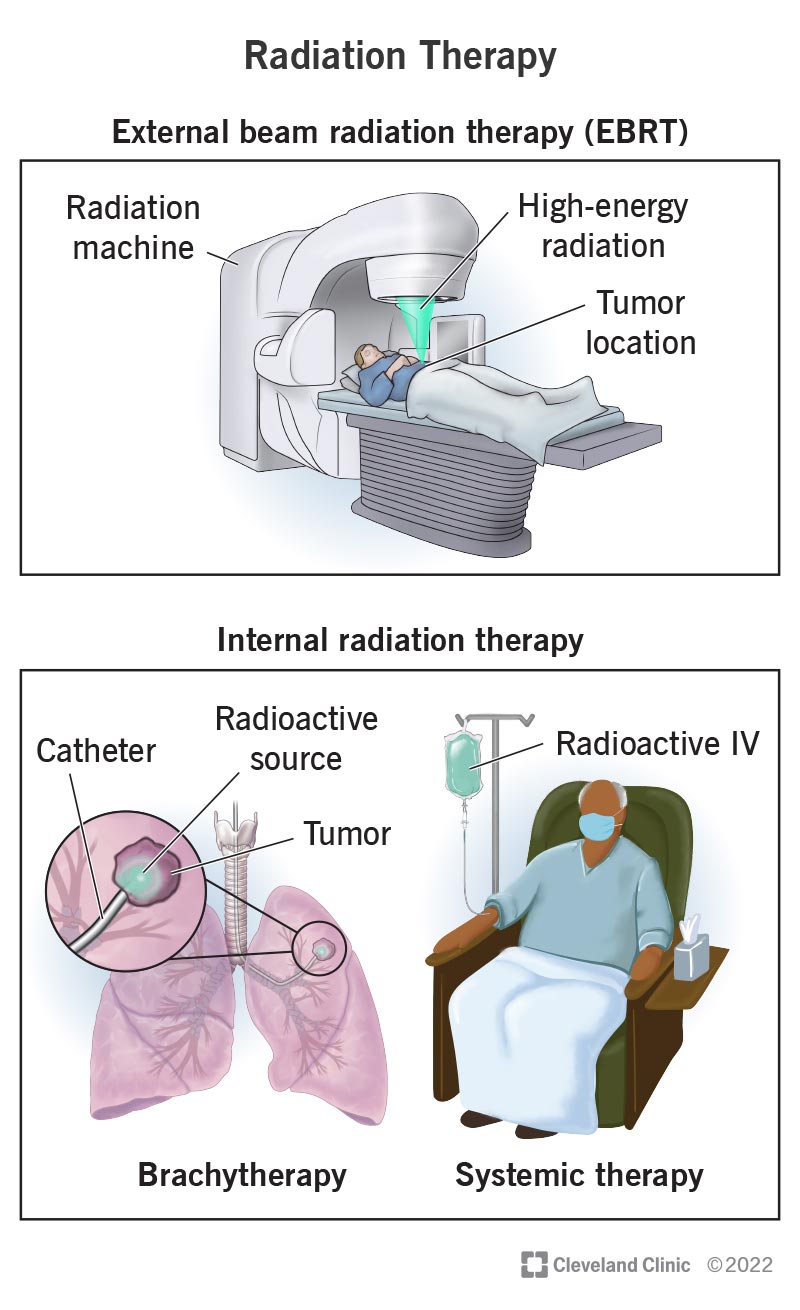 Radiation Therapy
External beam radiation therapy (EBRT)
Radiation
machine
High-energy
radiation
Tumor
location
Internal radiation therapy
Catheter
Radioactive
source
Tumor
Radioactive IV
Brachytherapy
Systemic therapy
Cleveland Clinic ©2022